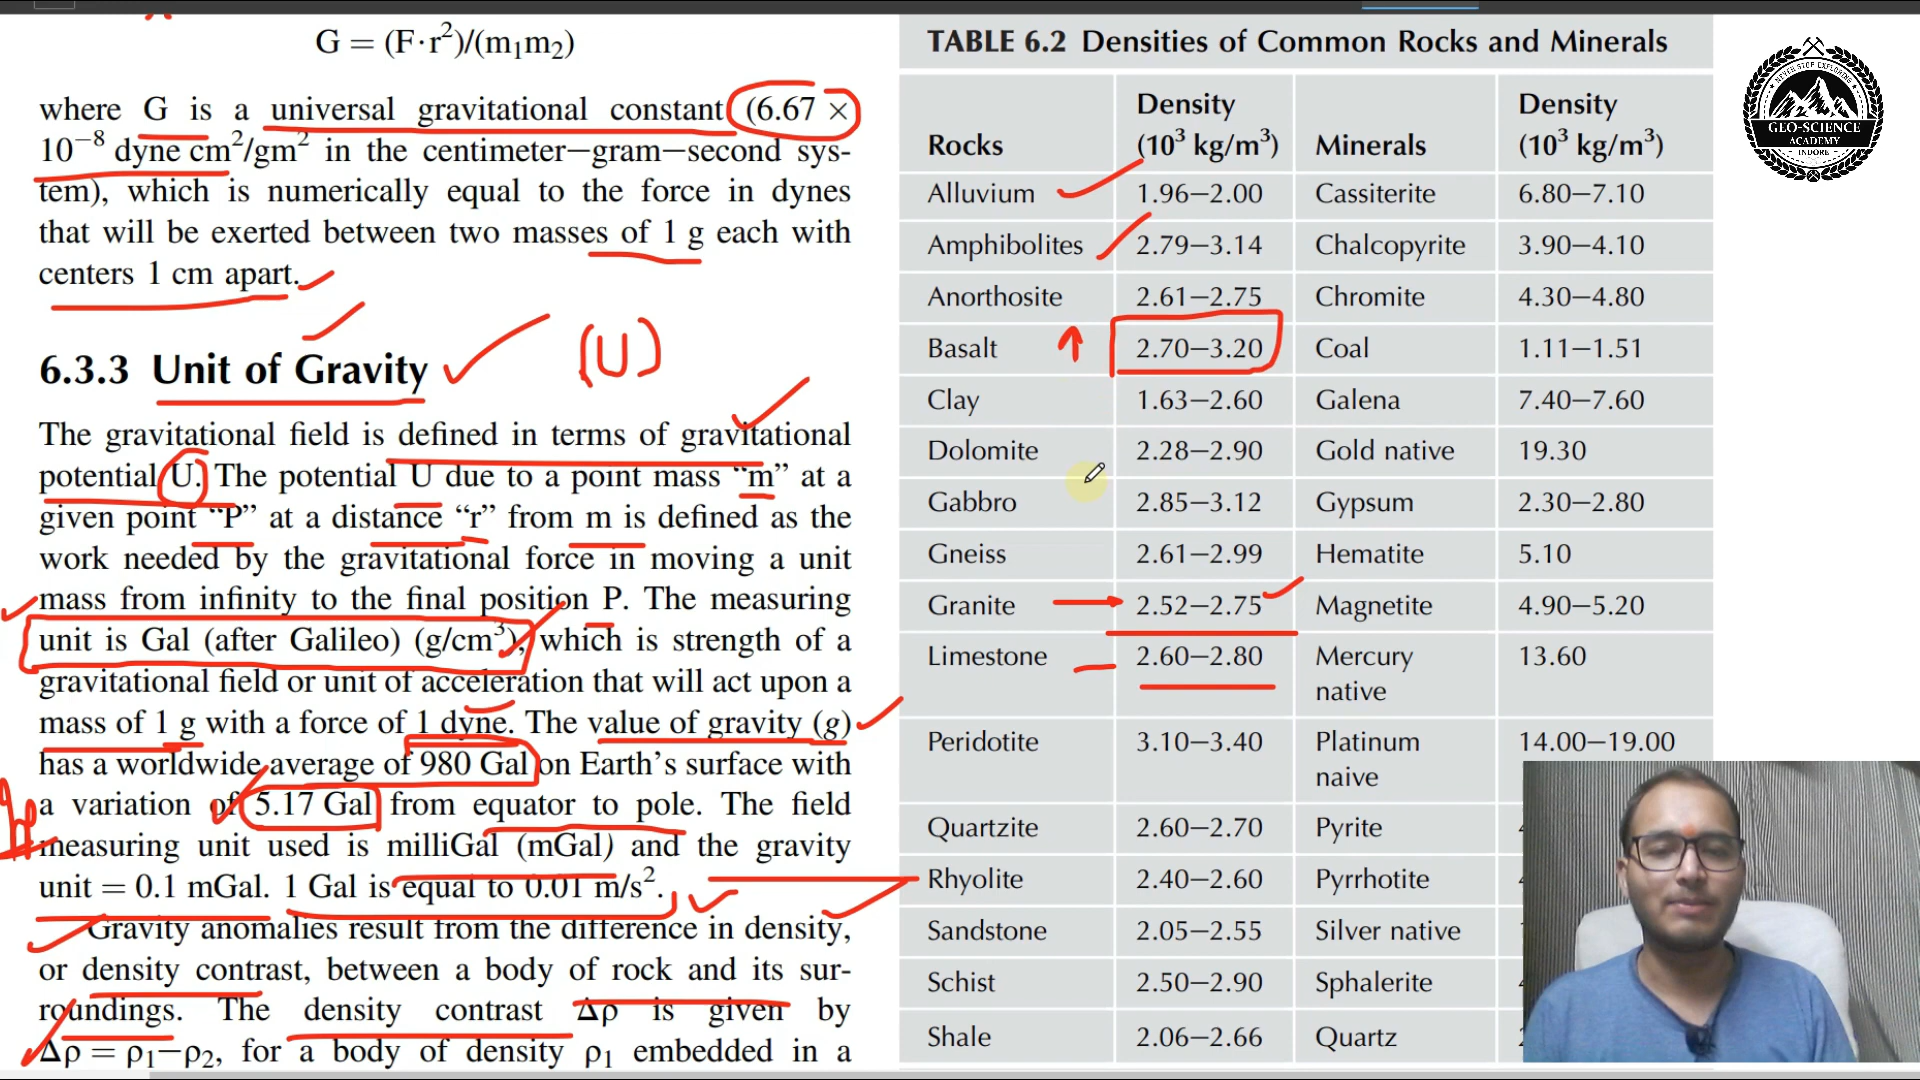 G = (F·r²)/(m₁m₂)
where G is a universal gravitational constant (6.67 ×
10⁻⁸ dyne cm²/gm² in the centimeter−gram−second sys-
tem), which is numerically equal to the force in dynes
that will be exerted between two masses of 1 g each with
centers 1 cm apart.
6.3.3 Unit of Gravity
(U)
The gravitational field is defined in terms of gravitational
potential U. The potential U due to a point mass “m” at a
given point “P” at a distance “r” from m is defined as the
work needed by the gravitational force in moving a unit
mass from infinity to the final position P. The measuring
unit is Gal (after Galileo) (g/cm³), which is strength of a
gravitational field or unit of acceleration that will act upon a
mass of 1 g with a force of 1 dyne. The value of gravity (g)
has a worldwide average of 980 Gal on Earth’s surface with
a variation of 5.17 Gal from equator to pole. The field
measuring unit used is milliGal (mGal) and the gravity
unit = 0.1 mGal. 1 Gal is equal to 0.01 m/s².
Gravity anomalies result from the difference in density,
or density contrast, between a body of rock and its sur-
roundings. The density contrast Δρ is given by
Δρ = ρ₁−ρ₂, for a body of density ρ₁ embedded in a
TABLE 6.2 Densities of Common Rocks and Minerals
Rocks Density (10³ kg/m³) Minerals Density (10³ kg/m³)
Alluvium 1.96−2.00 Cassiterite 6.80−7.10
Amphibolites 2.79−3.14 Chalcopyrite 3.90−4.10
Anorthosite 2.61−2.75 Chromite 4.30−4.80
Basalt 2.70−3.20 Coal 1.11−1.51
Clay 1.63−2.60 Galena 7.40−7.60
Dolomite 2.28−2.90 Gold native 19.30
Gabbro 2.85−3.12 Gypsum 2.30−2.80
Gneiss 2.61−2.99 Hematite 5.10
Granite 2.52−2.75 Magnetite 4.90−5.20
Limestone 2.60−2.80 Mercury native 13.60
Peridotite 3.10−3.40 Platinum naive 14.00−19.00
Quartzite 2.60−2.70 Pyrite
Rhyolite 2.40−2.60 Pyrrhotite
Sandstone 2.05−2.55 Silver native
Schist 2.50−2.90 Sphalerite
Shale 2.06−2.66 Quartz
NEVER STOP EXPLORING
GEO-SCIENCE
ACADEMY
INDORE